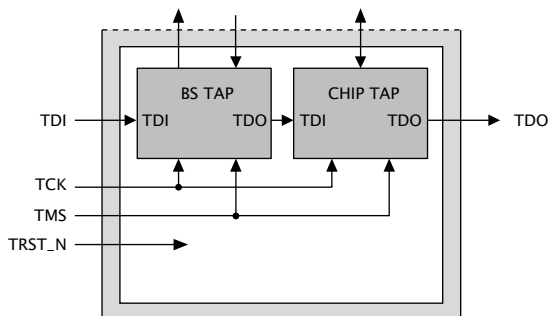 BS TAP
CHIP TAP
TDI
TDI
TDO
TDI
TDO
TDO
TCK
TMS
TRST_N